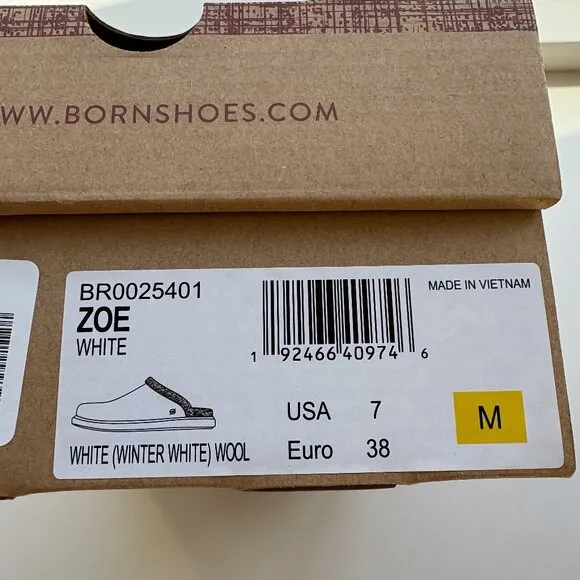 WW.BORNSHOES.COM
BR0025401
ZOE
WHITE
MADE IN VIETNAM
1 92466 40974 6
USA 7
Euro 38
M
WHITE (WINTER WHITE) WOOL